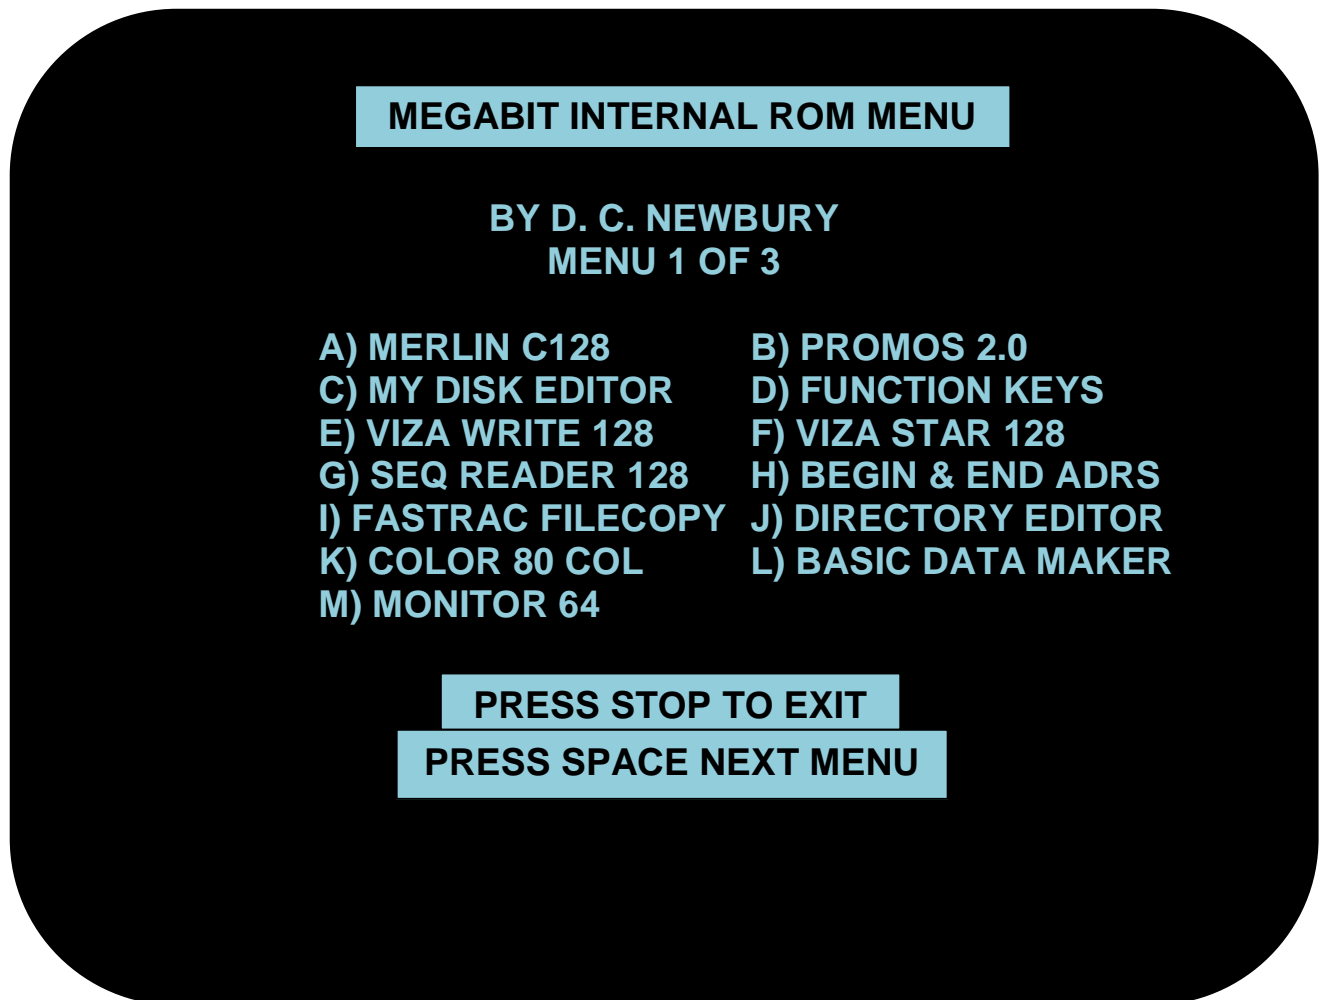 MEGABIT INTERNAL ROM MENU
BY D. C. NEWBURY
MENU 1 OF 3
A) MERLIN C128 B) PROMOS 2.0
C) MY DISK EDITOR D) FUNCTION KEYS
E) VIZA WRITE 128 F) VIZA STAR 128
G) SEQ READER 128 H) BEGIN & END ADRS
I) FASTRAC FILECOPY J) DIRECTORY EDITOR
K) COLOR 80 COL L) BASIC DATA MAKER
M) MONITOR 64
PRESS STOP TO EXIT
PRESS SPACE NEXT MENU